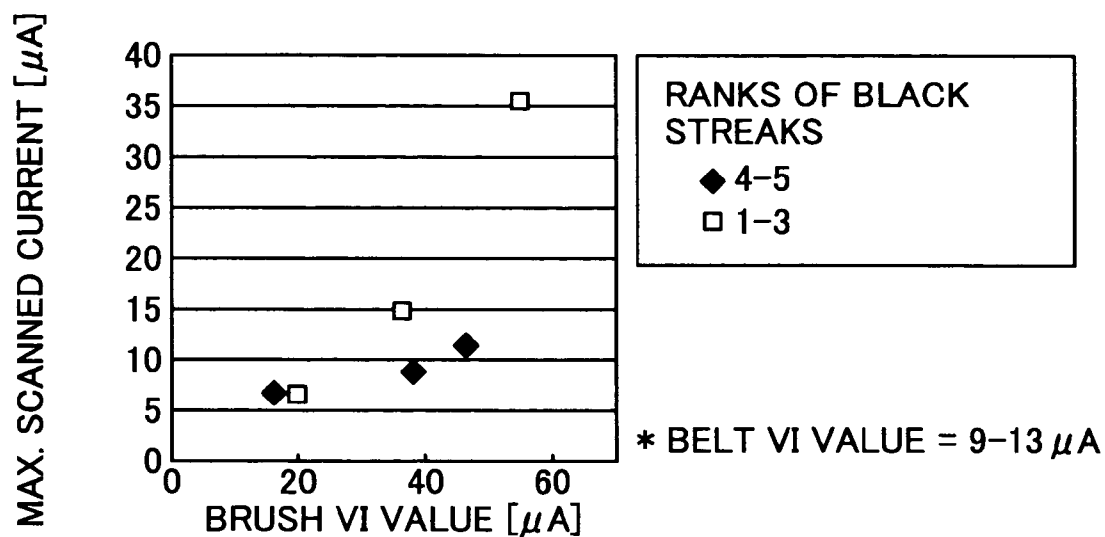 MAX. SCANNED CURRENT [μA]
40
35
30
25
20
15
10
5
0
0 20 40 60
BRUSH VI VALUE [μA]
RANKS OF BLACK
STREAKS
◆ 4-5
□ 1-3
* BELT VI VALUE = 9-13 μA